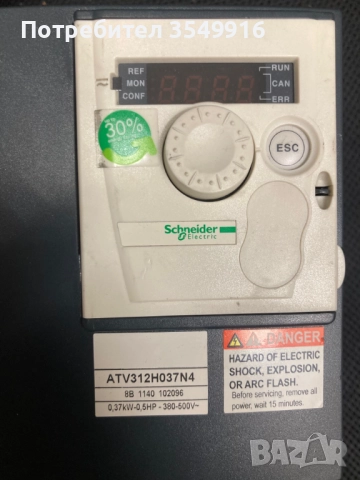 Потребител 3549916
REF
MON
CONF
RUN
CAN
ERR
30%
ESC
Schneider
Electric
ATV312H037N4
8B 1140 102096
0,37kW-0,5HP - 380-500V~
DANGER
HAZARD OF ELECTRIC
SHOCK, EXPLOSION,
OR ARC FLASH.
Before servicing, remove all
power, wait 15 minutes.
BAZAR